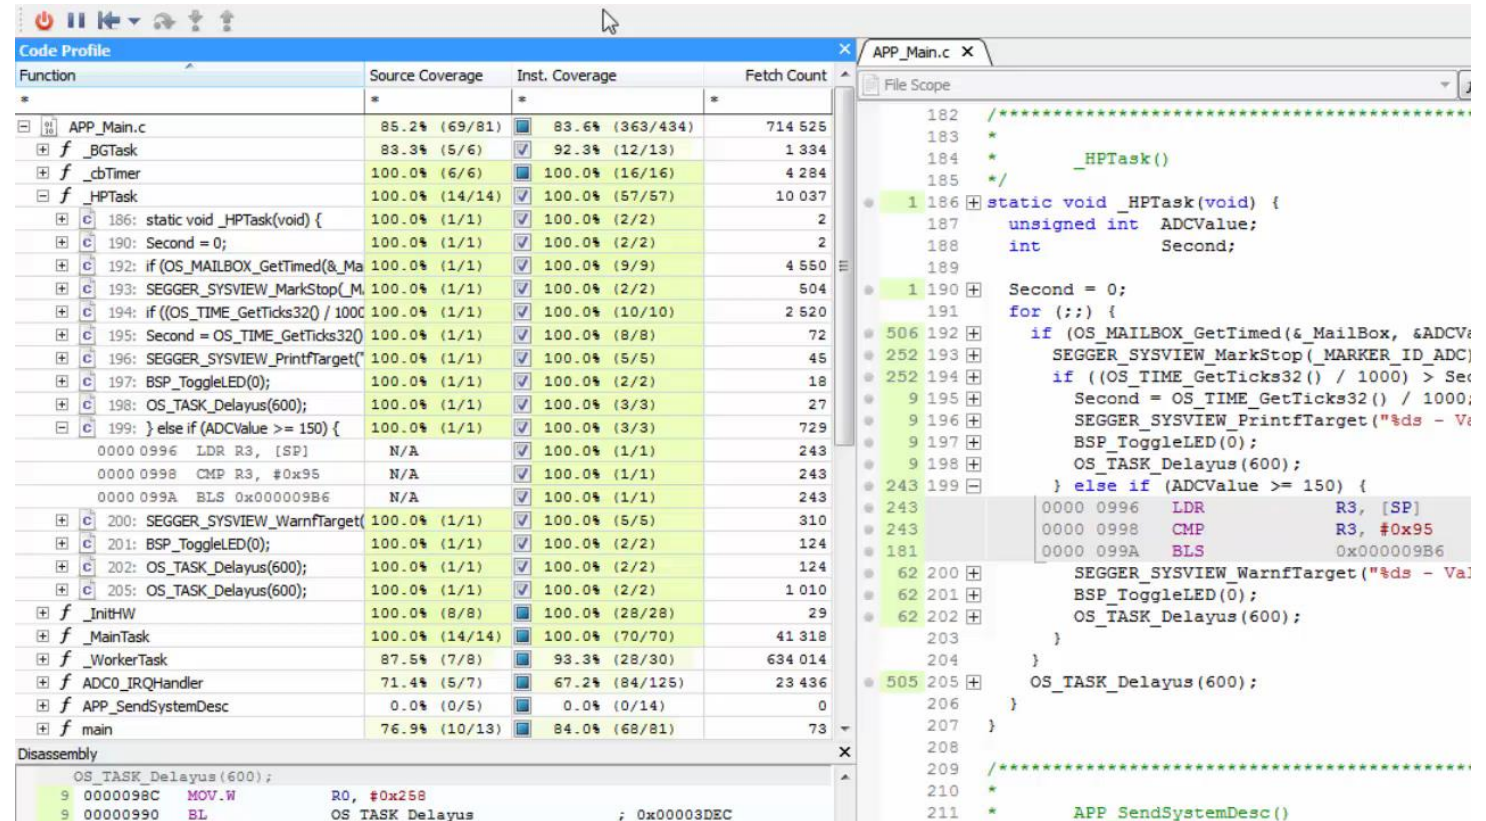 Code Profile
Function Source Coverage Inst. Coverage Fetch Count
* * * *
APP_Main.c 85.2% (69/81) 83.6% (363/434) 714 525
f _BGTask 83.3% (5/6) 92.3% (12/13) 1 334
f _cbTimer 100.0% (6/6) 100.0% (16/16) 4 284
f _HPTask 100.0% (14/14) 100.0% (57/57) 10 037
c 186: static void _HPTask(void) { 100.0% (1/1) 100.0% (2/2) 2
c 190: Second = 0; 100.0% (1/1) 100.0% (2/2) 2
c 192: if (OS_MAILBOX_GetTimed(&_Ma 100.0% (1/1) 100.0% (9/9) 4 550
c 193: SEGGER_SYSVIEW_MarkStop(_M 100.0% (1/1) 100.0% (2/2) 504
c 194: if ((OS_TIME_GetTicks32() / 1000 100.0% (1/1) 100.0% (10/10) 2 520
c 195: Second = OS_TIME_GetTicks32() 100.0% (1/1) 100.0% (8/8) 72
c 196: SEGGER_SYSVIEW_PrintfTarget(" 100.0% (1/1) 100.0% (5/5) 45
c 197: BSP_ToggleLED(0); 100.0% (1/1) 100.0% (2/2) 18
c 198: OS_TASK_Delayus(600); 100.0% (1/1) 100.0% (3/3) 27
c 199: } else if (ADCValue >= 150) { 100.0% (1/1) 100.0% (3/3) 729
0000 0996 LDR R3, [SP] N/A 100.0% (1/1) 243
0000 0998 CMP R3, #0x95 N/A 100.0% (1/1) 243
0000 099A BLS 0x000009B6 N/A 100.0% (1/1) 243
c 200: SEGGER_SYSVIEW_WarnfTarget( 100.0% (1/1) 100.0% (5/5) 310
c 201: BSP_ToggleLED(0); 100.0% (1/1) 100.0% (2/2) 124
c 202: OS_TASK_Delayus(600); 100.0% (1/1) 100.0% (2/2) 124
c 205: OS_TASK_Delayus(600); 100.0% (1/1) 100.0% (2/2) 1 010
f _InitHW 100.0% (8/8) 100.0% (28/28) 29
f _MainTask 100.0% (14/14) 100.0% (70/70) 41 318
f _WorkerTask 87.5% (7/8) 93.3% (28/30) 634 014
f ADC0_IRQHandler 71.4% (5/7) 67.2% (84/125) 23 436
f APP_SendSystemDesc 0.0% (0/5) 0.0% (0/14) 0
f main 76.9% (10/13) 84.0% (68/81) 73
Disassembly
OS_TASK_Delayus(600);
9 0000098C MOV.W R0, #0x258
9 00000990 BL OS_TASK_Delayus ; 0x00003DEC
APP_Main.c
File Scope
182 /********************************************
183 *
184 * _HPTask()
185 */
1 186 static void _HPTask(void) {
187 unsigned int ADCValue;
188 int Second;
189
1 190 Second = 0;
191 for (;;) {
506 192 if (OS_MAILBOX_GetTimed(&_MailBox, &ADCVa
252 193 SEGGER_SYSVIEW_MarkStop(_MARKER_ID_ADC)
252 194 if ((OS_TIME_GetTicks32() / 1000) > Sec
9 195 Second = OS_TIME_GetTicks32() / 1000;
9 196 SEGGER_SYSVIEW_PrintfTarget("%ds - Va
9 197 BSP_ToggleLED(0);
9 198 OS_TASK_Delayus(600);
243 199 } else if (ADCValue >= 150) {
243 0000 0996 LDR R3, [SP]
243 0000 0998 CMP R3, #0x95
181 0000 099A BLS 0x000009B6
62 200 SEGGER_SYSVIEW_WarnfTarget("%ds - Val
62 201 BSP_ToggleLED(0);
62 202 OS_TASK_Delayus(600);
203 }
204 }
505 205 OS_TASK_Delayus(600);
206 }
207 }
208
209 /********************************************
210 *
211 * APP_SendSystemDesc()